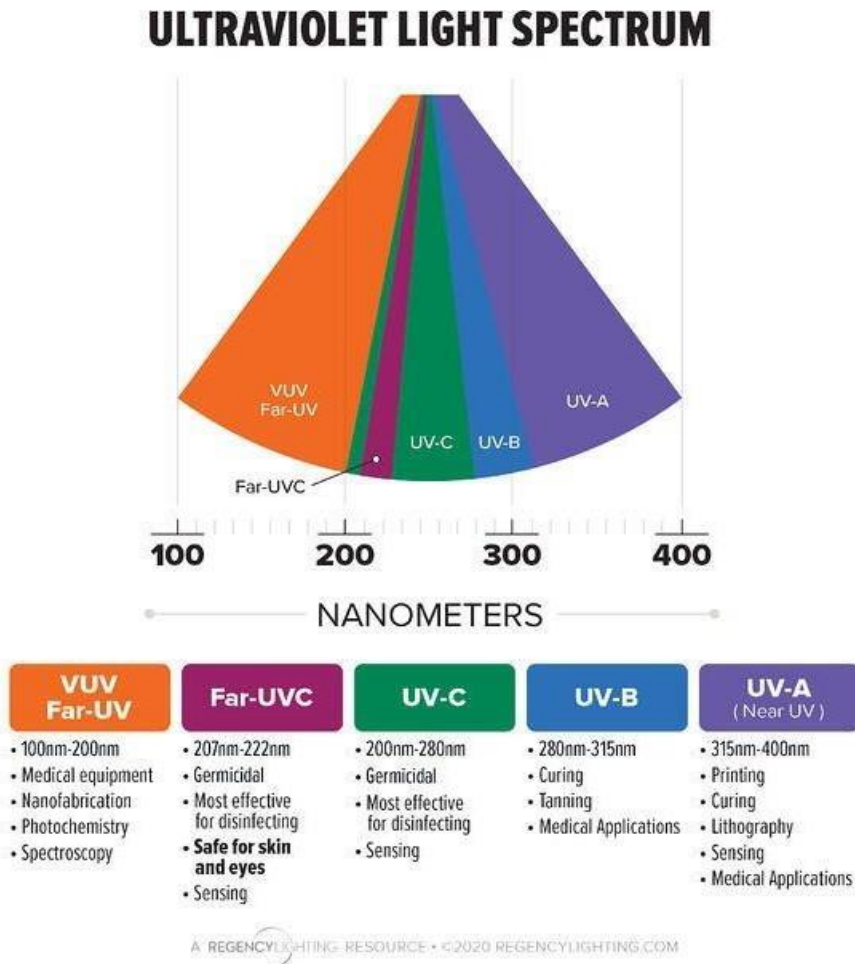 ULTRAVIOLET LIGHT SPECTRUM
VUV
Far-UV
UV-C
UV-B
UV-A
Far-UVC
100
200
300
400
NANOMETERS
VUV
Far-UV
• 100nm-200nm
• Medical equipment
• Nanofabrication
• Photochemistry
• Spectroscopy
Far-UVC
• 207nm-222nm
• Germicidal
• Most effective
for disinfecting
• Safe for skin
and eyes
• Sensing
UV-C
• 200nm-280nm
• Germicidal
• Most effective
for disinfecting
• Sensing
UV-B
• 280nm-315nm
• Curing
• Tanning
• Medical Applications
UV-A
( Near UV )
• 315nm-400nm
• Printing
• Curing
• Lithography
• Sensing
• Medical Applications
A REGENCYLIGHTING RESOURCE • ©2020 REGENCYLIGHTING.COM